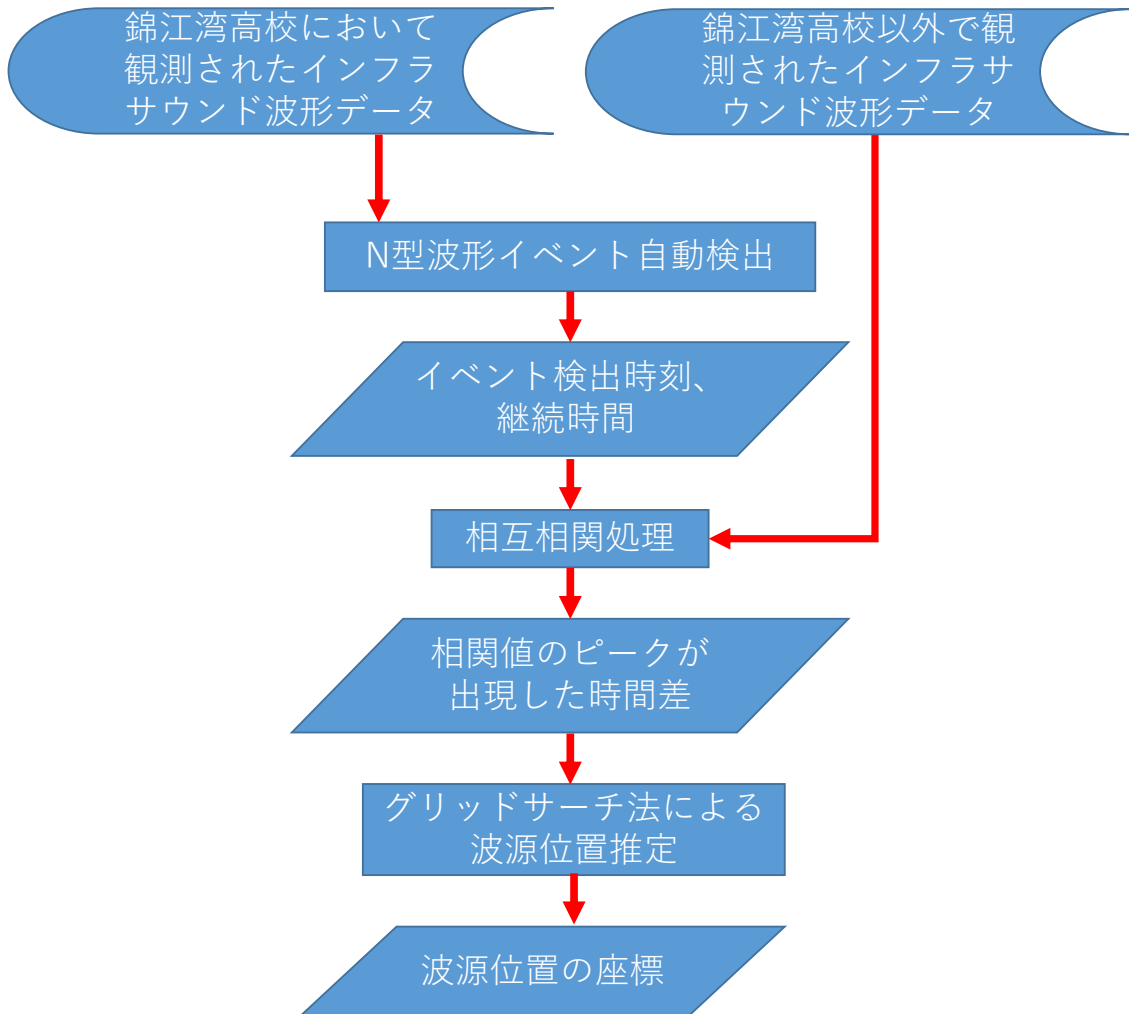 錦江湾高校において
観測されたインフラ
サウンド波形データ
錦江湾高校以外で観
測されたインフラサ
ウンド波形データ
N型波形イベント自動検出
イベント検出時刻、
継続時間
相互相関処理
相関値のピークが
出現した時間差
グリッドサーチ法による
波源位置推定
波源位置の座標